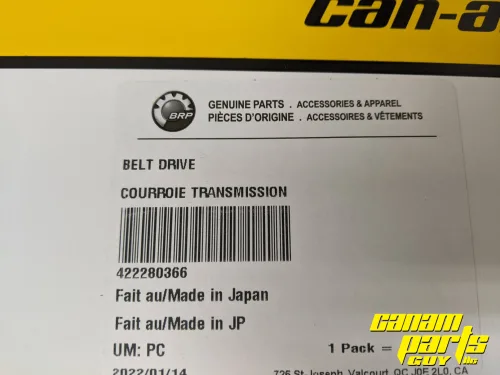 can-a
BRP
GENUINE PARTS . ACCESSORIES & APPAREL
PIÈCES D'ORIGINE . ACCESSOIRES & VÊTEMENTS
BELT DRIVE
COURROIE TRANSMISSION
422280366
Fait au/Made in Japan
Fait au/Made in JP
UM: PC
1 Pack =
2022/01/14
726 St-Joseph, Valcourt, QC J0E 2L0, CA
canam
parts
GUY INC